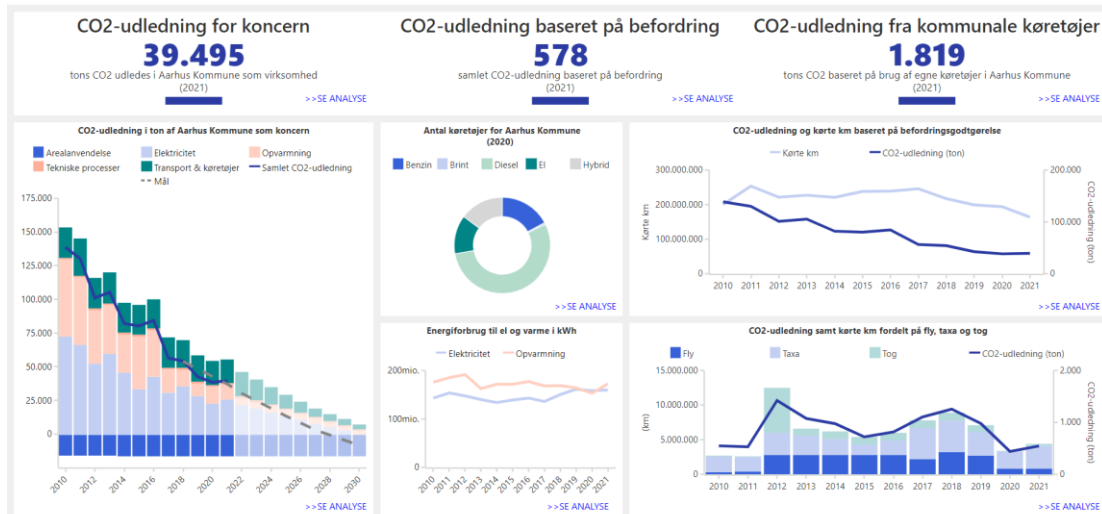 CO2-udledning for koncern
39.495
tons CO2 udledes i Aarhus Kommune som virksomhed
(2021)
>>SE ANALYSE
CO2-udledning baseret på befordring
578
samlet CO2-udledning baseret på befordring
(2021)
>>SE ANALYSE
CO2-udledning fra kommunale køretøjer
1.819
tons CO2 baseret på brug af egne køretøjer i Aarhus Kommune
(2021)
>>SE ANALYSE
CO2-udledning i ton af Aarhus Kommune som koncern
Arealanvendelse Elektricitet Opvarmning
Tekniske processer Transport & køretøjer Samlet CO2-udledning
Mål
175.000
150.000
125.000
100.000
75.000
50.000
25.000
0
2010 2012 2014 2016 2018 2020 2022 2024 2026 2028 2030
>>SE ANALYSE
Antal køretøjer for Aarhus Kommune
(2020)
Benzin Brint Diesel El Hybrid
>>SE ANALYSE
CO2-udledning og kørte km baseret på befordringsgodtgørelse
Kørte km CO2-udledning (ton)
300.000.000 200.000
200.000.000
100.000.000 100.000
0 0
Kørte km
CO2-udledning (ton)
2010 2011 2012 2013 2014 2015 2016 2017 2018 2019 2020 2021
>>SE ANALYSE
Energiforbrug til el og varme i kWh
Elektricitet Opvarmning
200mio.
100mio.
0
2010 2011 2012 2013 2014 2015 2016 2017 2018 2019 2020 2021
>>SE ANALYSE
CO2-udledning samt kørte km fordelt på fly, taxa og tog
Fly Taxa Tog CO2-udledning (ton)
15.000.000 2.000
10.000.000
5.000.000 1.000
0 0
(km)
CO2-udledning (ton)
2010 2011 2012 2013 2014 2015 2016 2017 2018 2019 2020 2021
>>SE ANALYSE